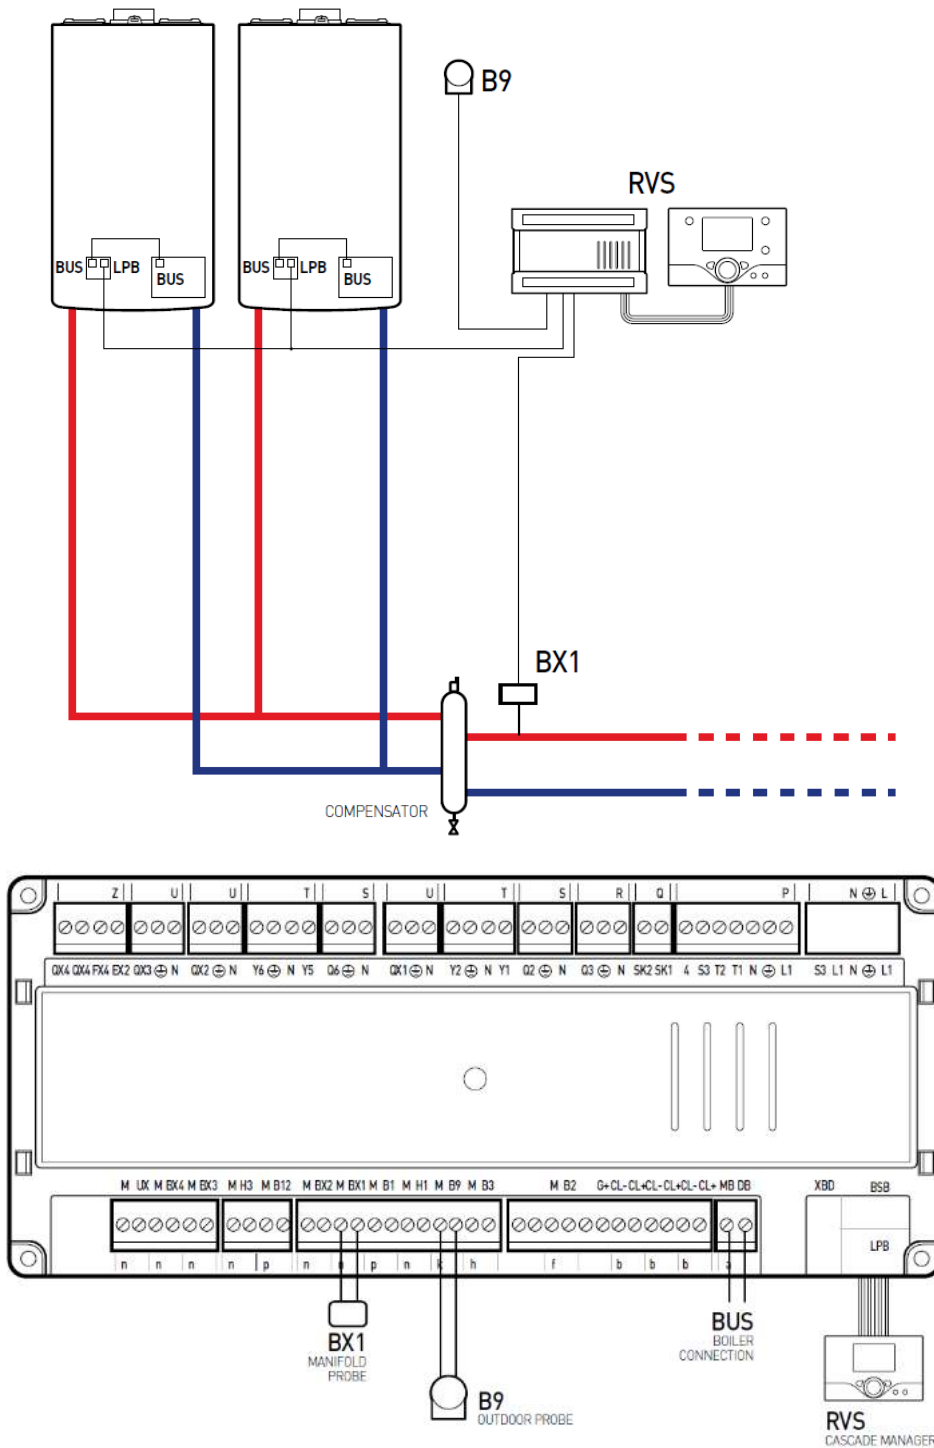 B9
RVS
BUS LPB BUS
BUS LPB BUS
BX1
COMPENSATOR
Z U U T S U T S R Q P N L
QX4 QX4 FX4 EX2 QX3 N QX2 N Y6 N Y5 Q6 N QX1 N Y2 N Y1 Q2 N Q3 N SK2 SK1 4 S3 T2 T1 N L1 S3 L1 N L1
M UX M BX4 M BX3 M H3 M B12 M BX2 M BX1 M B1 M H1 M B9 M B3 M B2 G+ CL- CL+ CL- CL+ CL- CL+ MB DB XBD BSB
LPB
n n n n p n n p n k h f b b b a
BX1
MANIFOLD
PROBE
B9
OUTDOOR PROBE
BUS
BOILER
CONNECTION
RVS
CASCADE MANAGER